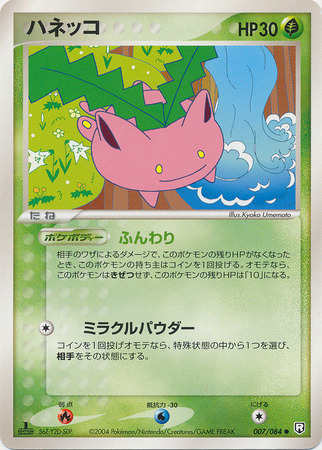 ハネッコ HP30
Illus. Kyoko Umemoto
たね
ポケボディー ふんわり
相手のワザによるダメージで、このポケモンの残りHPがなくなった
とき、このポケモンの持ち主はコインを1回投げる。オモテなら、
このポケモンはきぜつせず、このポケモンの残りHPは「10」になる。
ミラクルパウダー
コインを1回投げオモテなら、特殊状態の中から1つを選び、
相手をその状態にする。
弱点 抵抗力 -30 にげる
1
EDITION
©2004 Pokémon/Nintendo/Creatures/GAME FREAK.
007/084 ●